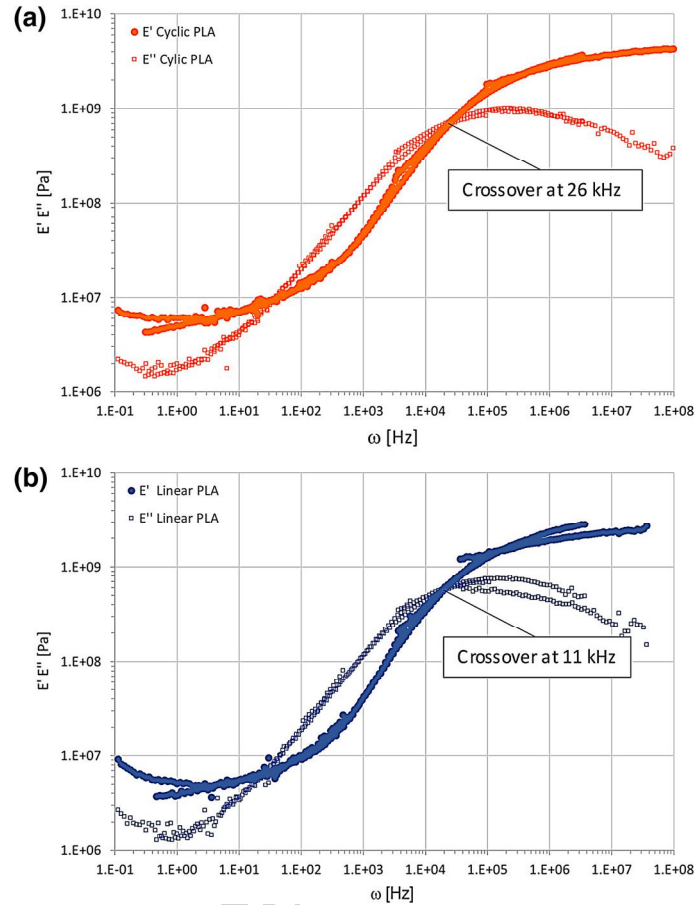 (a)
1.E+10
E' Cyclic PLA
E'' Cylic PLA
1.E+09
Crossover at 26 kHz
1.E+08
E' E'' [Pa]
1.E+07
1.E+06
1.E-01 1.E+00 1.E+01 1.E+02 1.E+03 1.E+04 1.E+05 1.E+06 1.E+07 1.E+08
ω [Hz]
(b)
1.E+10
E' Linear PLA
E'' Linear PLA
1.E+09
Crossover at 11 kHz
1.E+08
E' E'' [Pa]
1.E+07
1.E+06
1.E-01 1.E+00 1.E+01 1.E+02 1.E+03 1.E+04 1.E+05 1.E+06 1.E+07 1.E+08
ω [Hz]